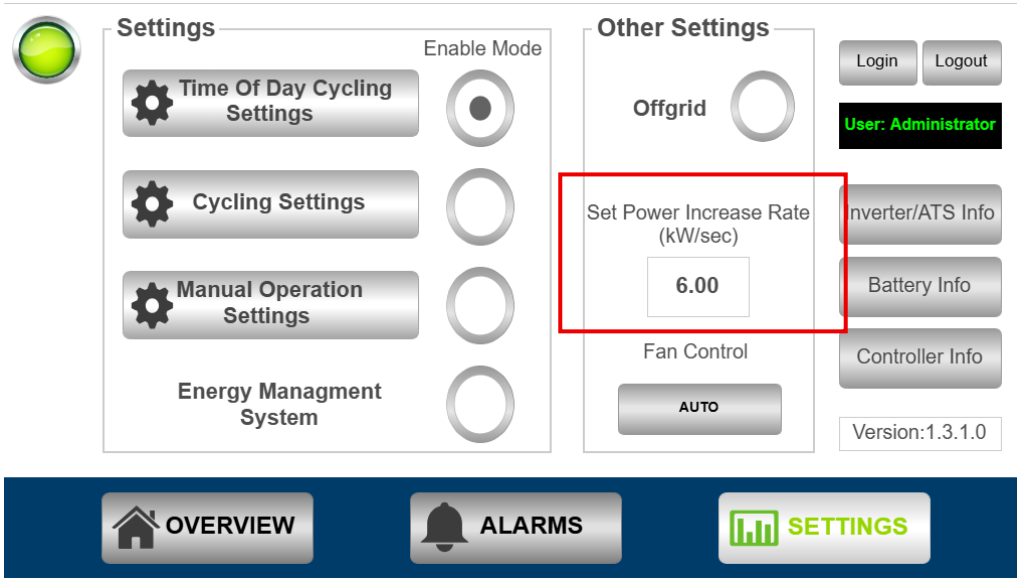 Settings
Enable Mode
Time Of Day Cycling
Settings
Cycling Settings
Manual Operation
Settings
Energy Managment
System
Other Settings
Offgrid
Set Power Increase Rate
(kW/sec)
6.00
Fan Control
AUTO
Login
Logout
User: Administrator
Inverter/ATS Info
Battery Info
Controller Info
Version:1.3.1.0
OVERVIEW
ALARMS
SETTINGS